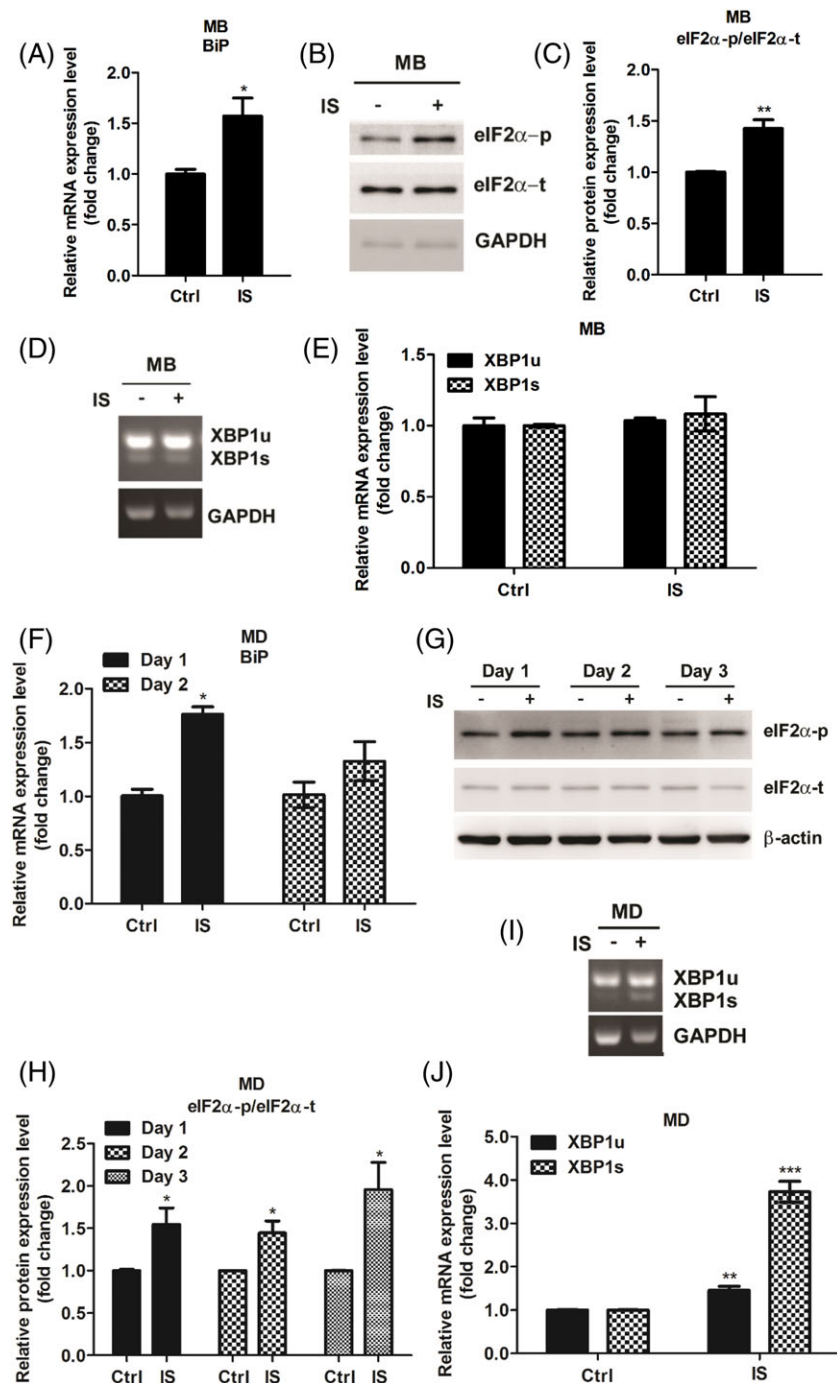 (A)
MB
BiP
Relative mRNA expression level
(fold change)
2.0
1.5
1.0
0.5
0.0
*
Ctrl
IS
(B)
MB
IS - +
eIF2α-p
eIF2α-t
GAPDH
(C)
MB
eIF2α-p/eIF2α-t
Relative protein expression level
(fold change)
2.0
1.5
1.0
0.5
0.0
**
Ctrl
IS
(D)
MB
IS - +
XBP1u
XBP1s
GAPDH
(E)
MB
XBP1u
XBP1s
Relative mRNA expression level
(fold change)
1.5
1.0
0.5
0.0
Ctrl
IS
(F)
MD
BiP
Day 1
Day 2
Relative mRNA expression level
(fold change)
2.0
1.5
1.0
0.5
0.0
*
Ctrl IS Ctrl IS
(G)
Day 1 Day 2 Day 3
IS - + - + - +
eIF2α-p
eIF2α-t
β-actin
(I)
MD
IS - +
XBP1u
XBP1s
GAPDH
(H)
MD
eIF2α-p/eIF2α-t
Day 1
Day 2
Day 3
Relative protein expression level
(fold change)
2.5
2.0
1.5
1.0
0.5
0.0
*
*
*
Ctrl IS Ctrl IS Ctrl IS
(J)
MD
XBP1u
XBP1s
Relative mRNA expression level
(fold change)
5.0
4.0
2.0
1.0
0.0
**
***
Ctrl
IS